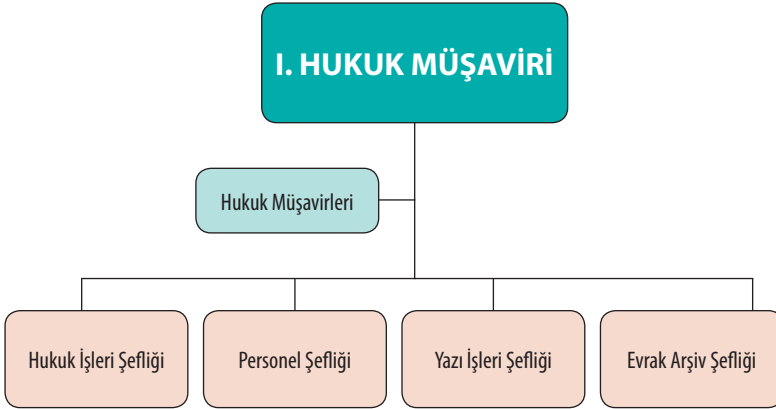 I. HUKUK MÜŞAVİRİ
Hukuk Müşavirleri
Hukuk İşleri Şefliği
Personel Şefliği
Yazı İşleri Şefliği
Evrak Arşiv Şefliği